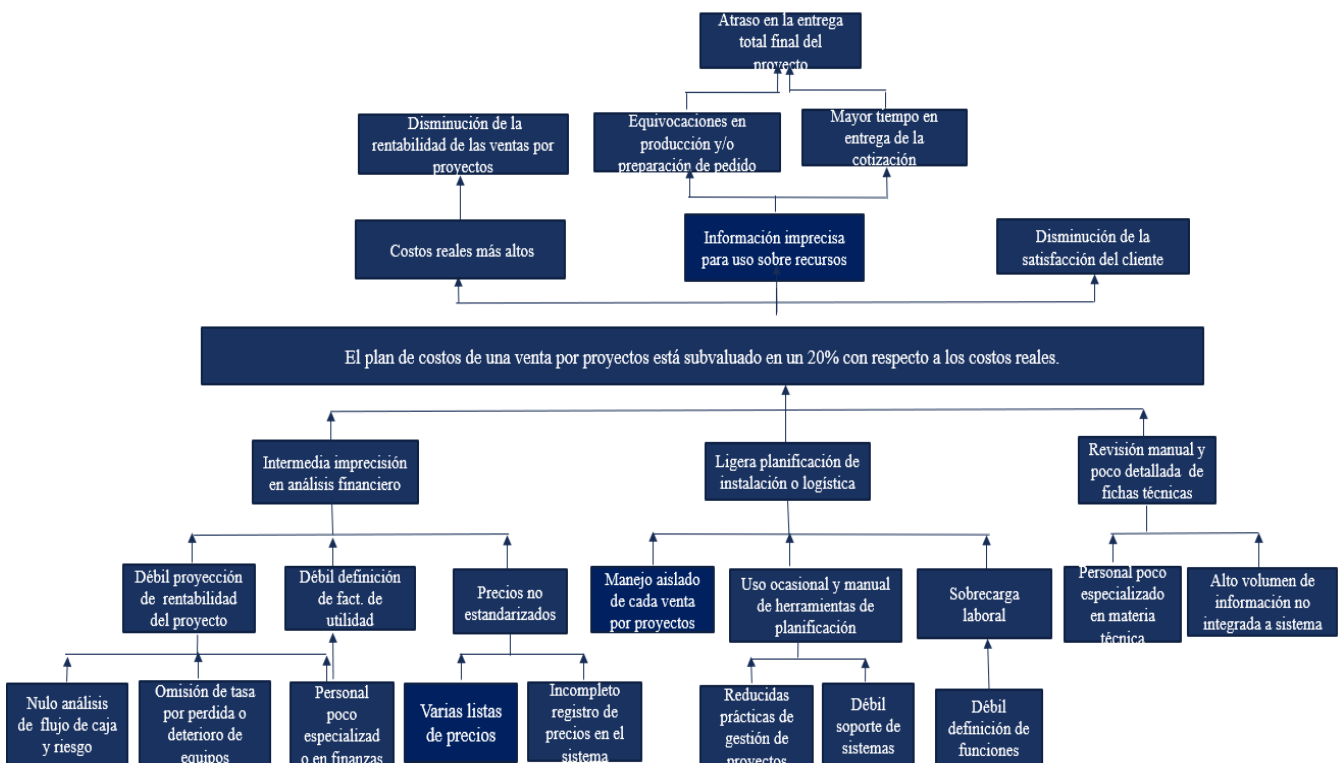 Atraso en la entrega
total final del
proyecto
Disminución de la
rentabilidad de las ventas por
proyectos
Equivocaciones en
producción y/o
preparación de pedido
Mayor tiempo en
entrega de la
cotización
Costos reales más altos
Información imprecisa
para uso sobre recursos
Disminución de la
satisfacción del cliente
El plan de costos de una venta por proyectos está subvaluado en un 20% con respecto a los costos reales.
Intermedia imprecisión
en análisis financiero
Ligera planificación de
instalación o logística
Revisión manual y
poco detallada de
fichas técnicas
Débil proyección
de rentabilidad
del proyecto
Débil definición
de fact. de
utilidad
Precios no
estandarizados
Manejo aislado
de cada venta
por proyectos
Uso ocasional y manual
de herramientas de
planificación
Sobrecarga
laboral
Personal poco
especializado
en materia
técnica
Alto volumen de
información no
integrada a sistema
Nulo análisis
de flujo de caja
y riesgo
Omisión de tasa
por perdida o
deterioro de
equipos
Personal
poco
especializad
o en finanzas
Varias listas
de precios
Incompleto
registro de
precios en el
sistema
Reducidas
prácticas de
gestión de
proyectos
Débil
soporte de
sistemas
Débil
definición de
funciones